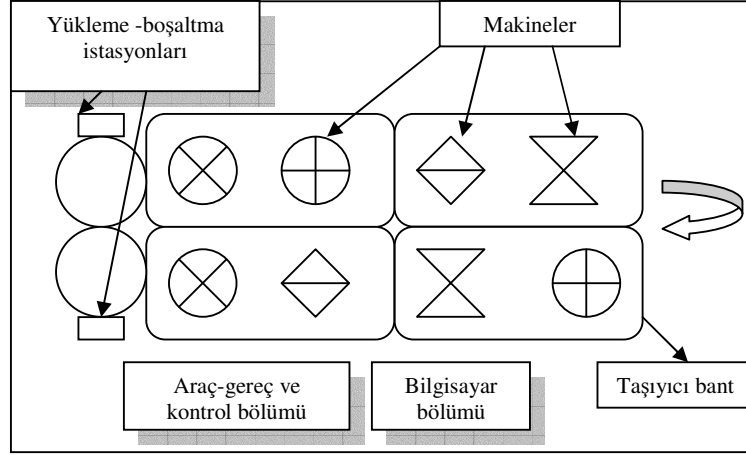 Yükleme -boşaltma
istasyonları
Makineler
Araç-gereç ve
kontrol bölümü
Bilgisayar
bölümü
Taşıyıcı bant